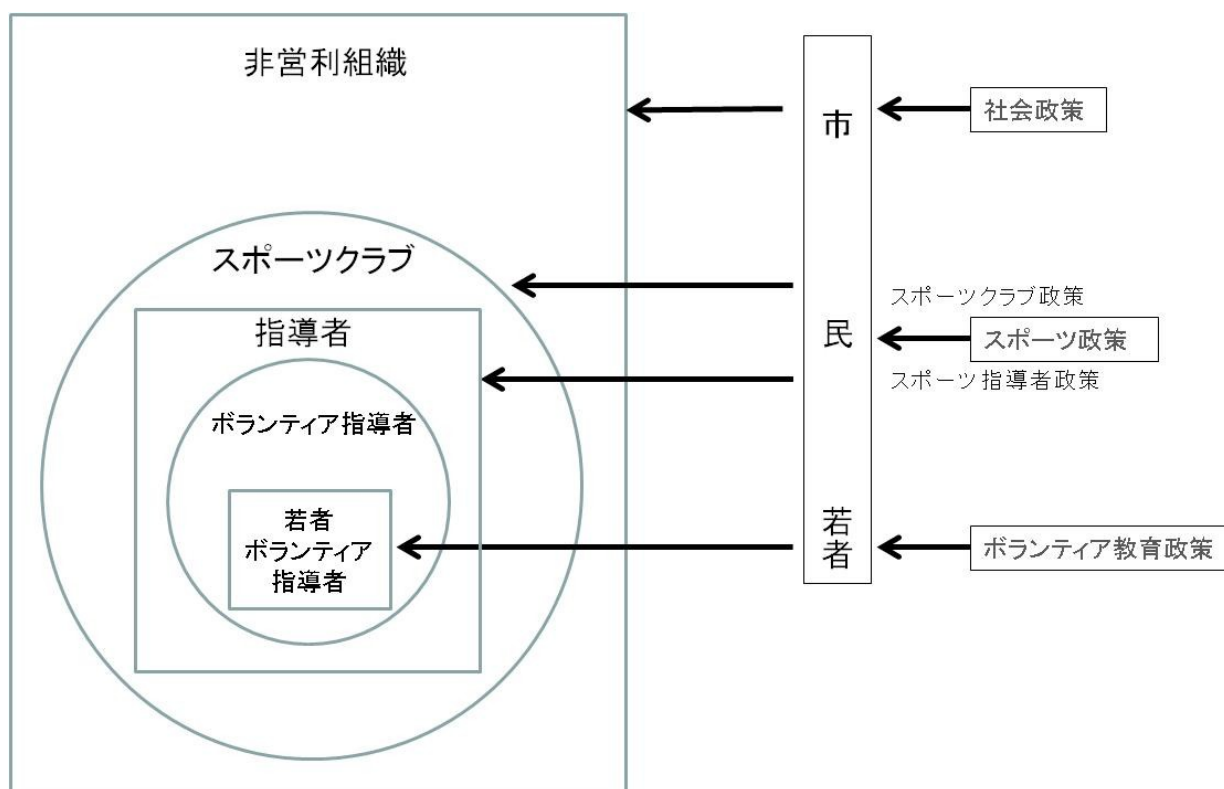 非営利組織
スポーツクラブ
指導者
ボランティア指導者
若者
ボランティア
指導者
市
民
若
者
社会政策
スポーツクラブ政策
スポーツ政策
スポーツ指導者政策
ボランティア教育政策